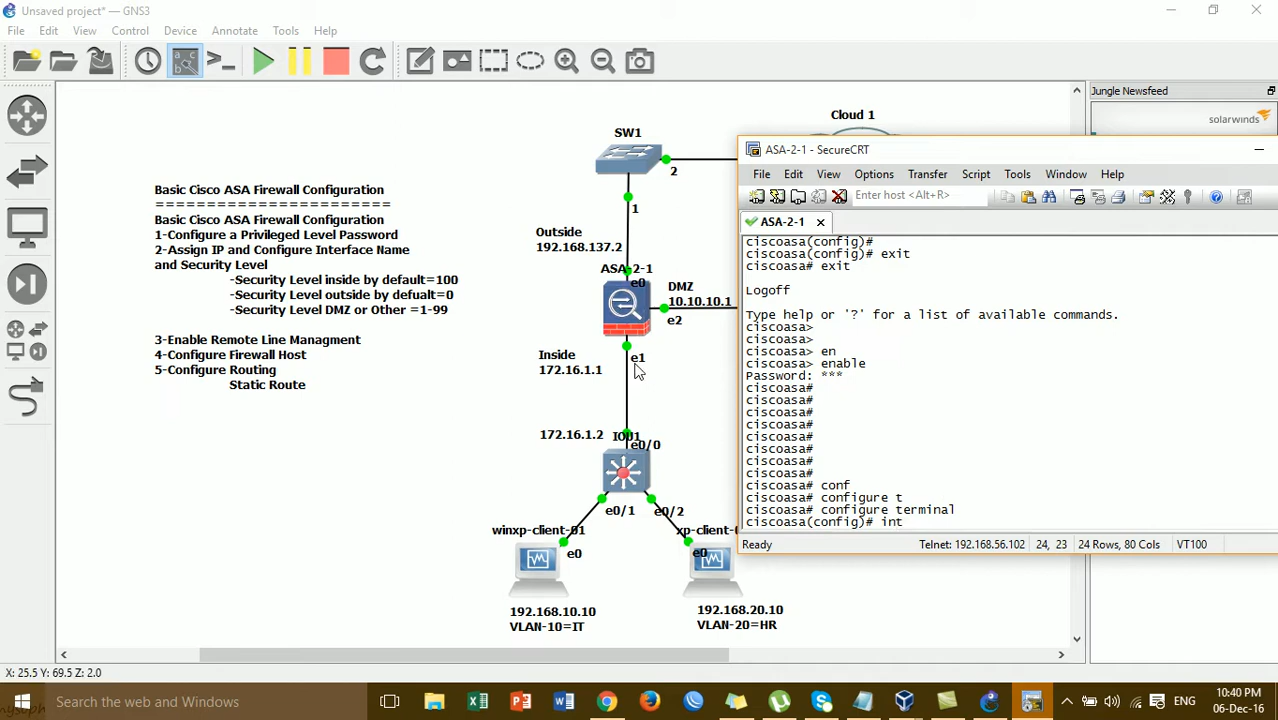 Unsaved project* — GNS3
File Edit View Control Device Annotate Tools Help
Jungle Newsfeed
solarwinds
Basic Cisco ASA Firewall Configuration
=======================
Basic Cisco ASA Firewall Configuration
1-Configure a Privileged Level Password
2-Assign IP and Configure Interface Name
and Security Level
-Security Level inside by default=100
-Security Level outside by defualt=0
-Security Level DMZ or Other =1-99
3-Enable Remote Line Managment
4-Configure Firewall Host
5-Configure Routing
Static Route
Cloud 1
SW1
2
1
Outside
192.168.137.2
ASA-2-1
e0
DMZ
10.10.10.1
e2
Inside
172.16.1.1
e1
172.16.1.2
IOU1
e0/0
e0/1
e0/2
winxp-client-01
e0
xp-client-0
e0
192.168.10.10
VLAN-10=IT
192.168.20.10
VLAN-20=HR
ASA-2-1 - SecureCRT
File Edit View Options Transfer Script Tools Window Help
Enter host <Alt+R>
ASA-2-1
ciscoasa(config)#
ciscoasa(config)# exit
ciscoasa# exit
Logoff
Type help or '?' for a list of available commands.
ciscoasa>
ciscoasa>
ciscoasa> en
ciscoasa> enable
Password: ***
ciscoasa#
ciscoasa#
ciscoasa#
ciscoasa#
ciscoasa#
ciscoasa#
ciscoasa#
ciscoasa#
ciscoasa# conf
ciscoasa# configure t
ciscoasa# configure terminal
ciscoasa(config)# int
Ready Telnet: 192.168.56.102 24, 23 24 Rows, 80 Cols VT100
X: 25.5 Y: 69.5 Z: 2.0
Search the web and Windows
ENG
10:40 PM
06-Dec-16